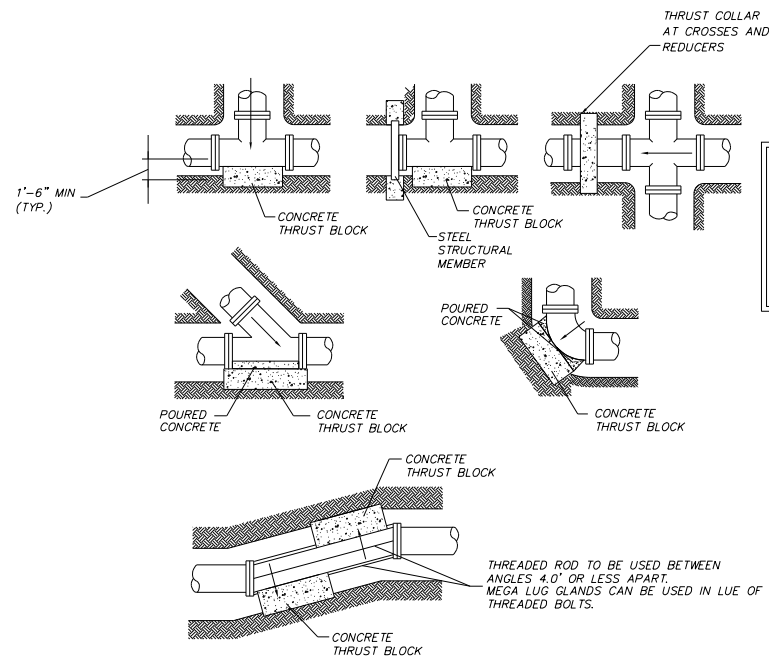 THRUST COLLAR
AT CROSSES AND
REDUCERS
1'-6" MIN
(TYP.)
CONCRETE
THRUST BLOCK
STEEL
STRUCTURAL
MEMBER
CONCRETE
THRUST BLOCK
POURED
CONCRETE
CONCRETE
THRUST BLOCK
POURED
CONCRETE
CONCRETE
THRUST BLOCK
CONCRETE
THRUST BLOCK
THREADED ROD TO BE USED BETWEEN
ANGLES 4.0' OR LESS APART.
MEGA LUG GLANDS CAN BE USED IN LUE OF
THREADED BOLTS.
CONCRETE
THRUST BLOCK